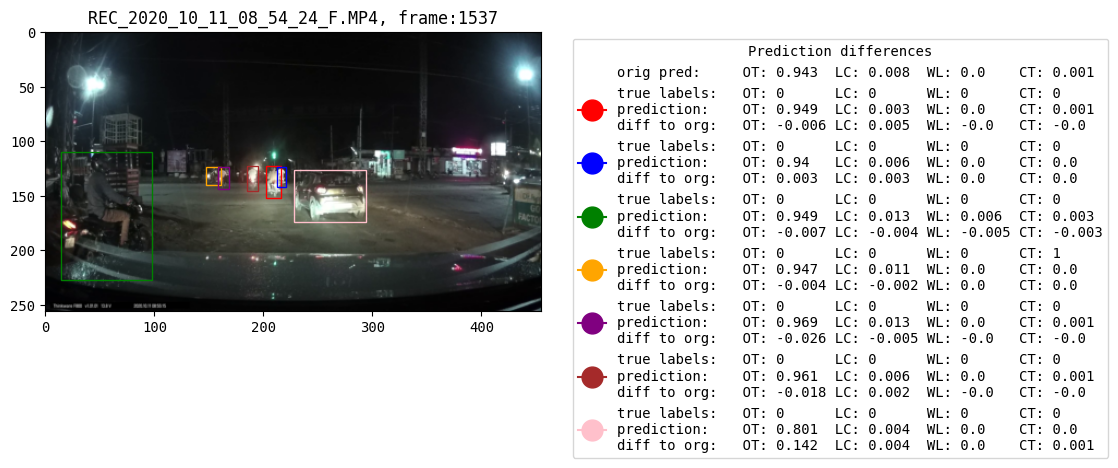 REC_2020_10_11_08_54_24_F.MP4, frame:1537
0
50
100
150
200
250
0 100 200 300 400
FACTO
Prediction differences
orig pred: OT: 0.943 LC: 0.008 WL: 0.0 CT: 0.001
true labels: OT: 0 LC: 0 WL: 0 CT: 0
prediction: OT: 0.949 LC: 0.003 WL: 0.0 CT: 0.001
diff to org: OT: -0.006 LC: 0.005 WL: -0.0 CT: -0.0
true labels: OT: 0 LC: 0 WL: 0 CT: 0
prediction: OT: 0.94 LC: 0.006 WL: 0.0 CT: 0.0
diff to org: OT: 0.003 LC: 0.003 WL: -0.0 CT: 0.0
true labels: OT: 0 LC: 0 WL: 0 CT: 0
prediction: OT: 0.949 LC: 0.013 WL: 0.006 CT: 0.003
diff to org: OT: -0.007 LC: -0.004 WL: -0.005 CT: -0.003
true labels: OT: 0 LC: 0 WL: 0 CT: 1
prediction: OT: 0.947 LC: 0.011 WL: 0.0 CT: 0.0
diff to org: OT: -0.004 LC: -0.002 WL: 0.0 CT: 0.0
true labels: OT: 0 LC: 0 WL: 0 CT: 0
prediction: OT: 0.969 LC: 0.013 WL: 0.0 CT: 0.001
diff to org: OT: -0.026 LC: -0.005 WL: -0.0 CT: -0.0
true labels: OT: 0 LC: 0 WL: 0 CT: 0
prediction: OT: 0.961 LC: 0.006 WL: 0.0 CT: 0.001
diff to org: OT: -0.018 LC: 0.002 WL: -0.0 CT: -0.0
true labels: OT: 0 LC: 0 WL: 0 CT: 0
prediction: OT: 0.801 LC: 0.004 WL: 0.0 CT: 0.0
diff to org: OT: 0.142 LC: 0.004 WL: 0.0 CT: 0.001